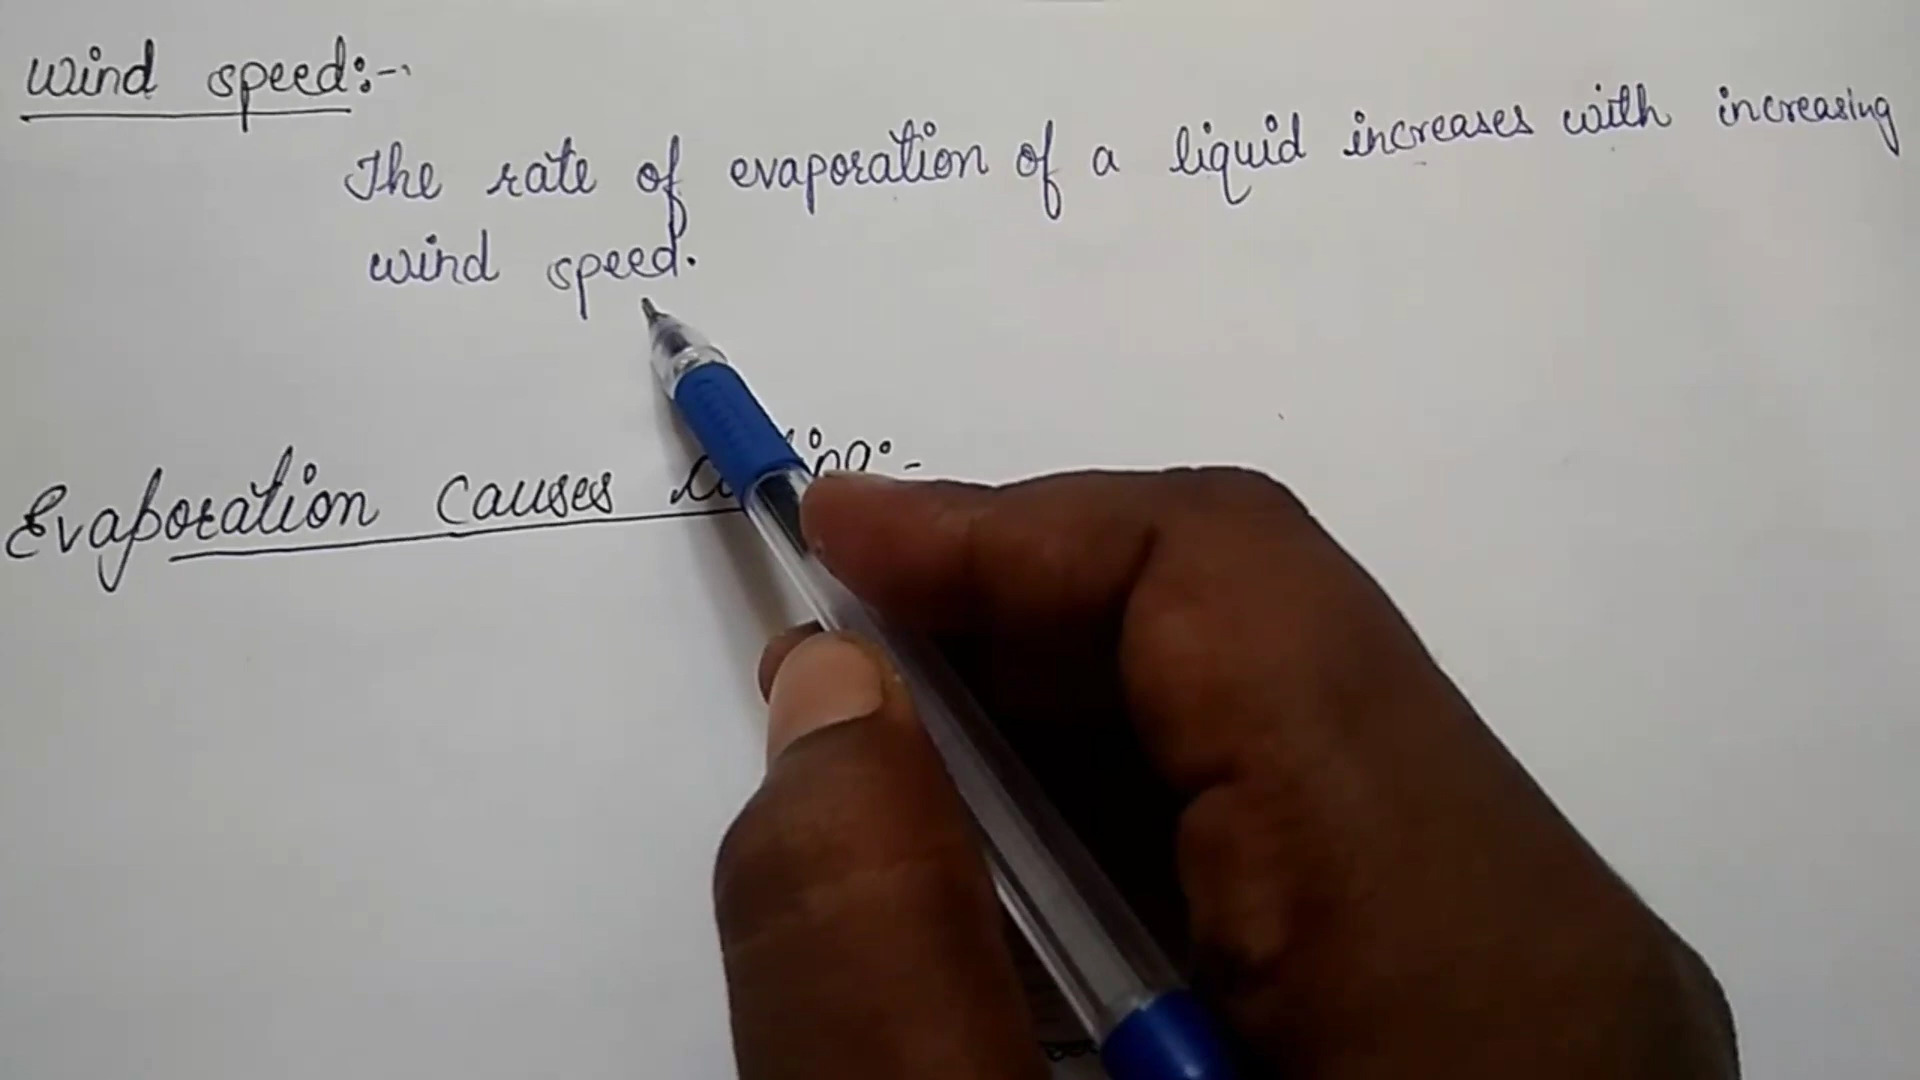 Wind speed:-
The rate of evaporation of a liquid increases with increasing
wind speed.
Evaporation causes